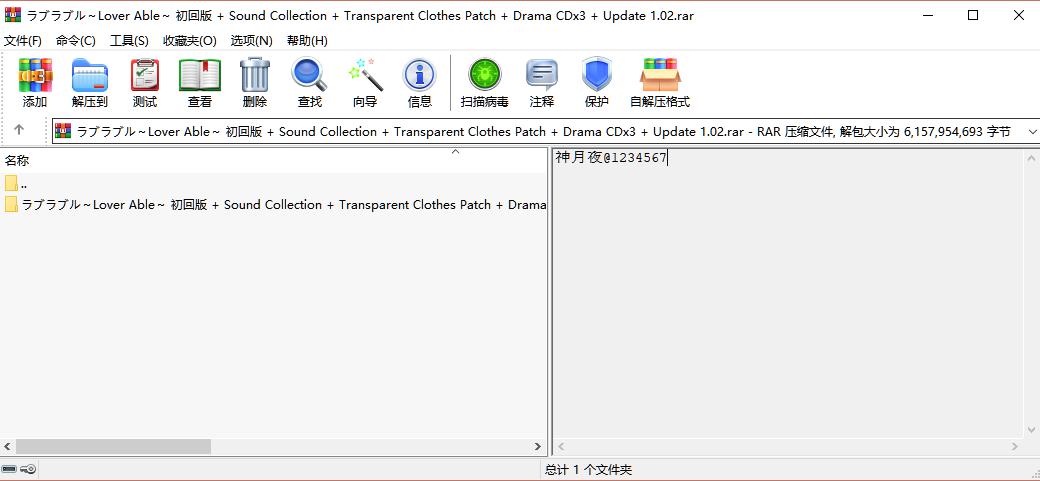 ラブラブル～Lover Able～ 初回版 + Sound Collection + Transparent Clothes Patch + Drama CDx3 + Update 1.02.rar
文件(F) 命令(C) 工具(S) 收藏夹(O) 选项(N) 帮助(H)
添加 解压到 测试 查看 删除 查找 向导 信息 扫描病毒 注释 保护 自解压格式
ラブラブル～Lover Able～ 初回版 + Sound Collection + Transparent Clothes Patch + Drama CDx3 + Update 1.02.rar - RAR 压缩文件, 解包大小为 6,157,954,693 字节
名称
..
ラブラブル～Lover Able～ 初回版 + Sound Collection + Transparent Clothes Patch + Drama
神月夜@1234567
总计 1 个文件夹